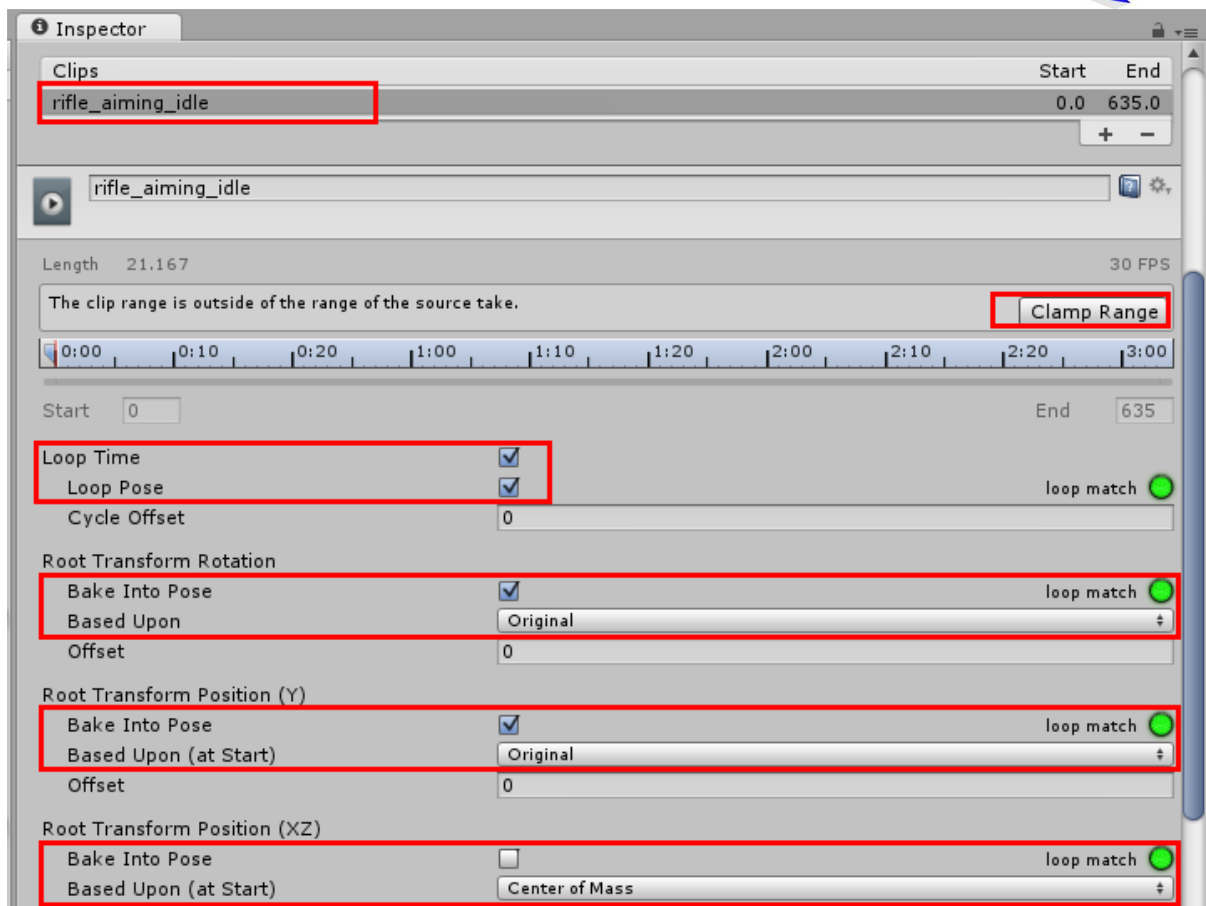 Inspector
Clips Start End
rifle_aiming_idle 0.0 635.0
+ −
rifle_aiming_idle
Length 21.167 30 FPS
The clip range is outside of the range of the source take. Clamp Range
0:00 0:10 0:20 1:00 1:10 1:20 2:00 2:10 2:20 3:00
Start 0 End 635
Loop Time
Loop Pose loop match
Cycle Offset 0
Root Transform Rotation
Bake Into Pose loop match
Based Upon Original
Offset 0
Root Transform Position (Y)
Bake Into Pose loop match
Based Upon (at Start) Original
Offset 0
Root Transform Position (XZ)
Bake Into Pose loop match
Based Upon (at Start) Center of Mass